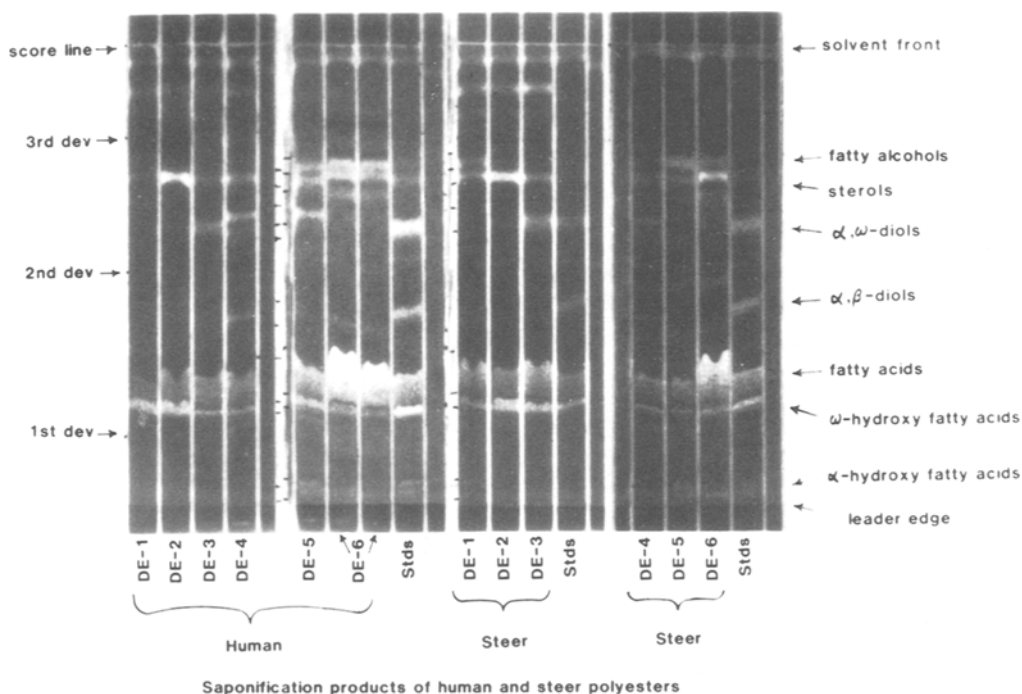 score line
3rd dev
2nd dev
1st dev
solvent front
fatty alcohols
sterols
α,ω-diols
α,β-diols
fatty acids
ω-hydroxy fatty acids
α-hydroxy fatty acids
leader edge
DE-1
DE-2
DE-3
DE-4
DE-5
DE-6
Stds
DE-1
DE-2
DE-3
Stds
DE-4
DE-5
DE-6
Stds
Human
Steer
Steer
Saponification products of human and steer polyesters